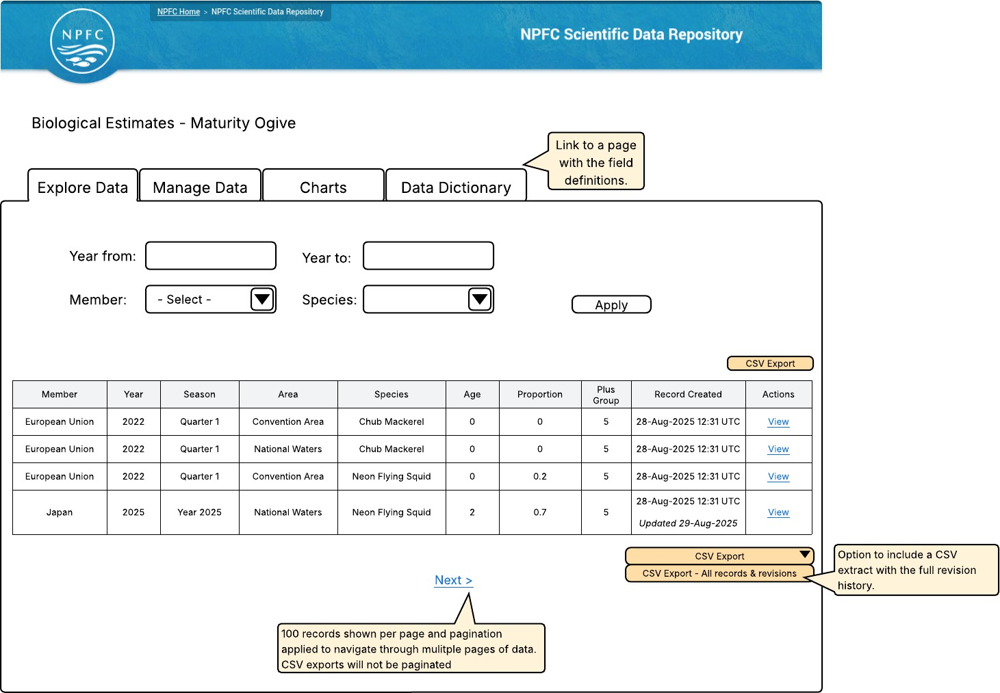 NPFC Home > NPFC Scientific Data Repository
NPFC
NPFC Scientific Data Repository
Biological Estimates - Maturity Ogive
Link to a page
with the field
definitions.
Explore Data
Manage Data
Charts
Data Dictionary
Year from:
Year to:
Member:
- Select -
Species:
Apply
CSV Export
Member Year Season Area Species Age Proportion Plus Group Record Created Actions
European Union 2022 Quarter 1 Convention Area Chub Mackerel 0 0 5 28-Aug-2025 12:31 UTC View
European Union 2022 Quarter 1 National Waters Chub Mackerel 0 0 5 28-Aug-2025 12:31 UTC View
European Union 2022 Quarter 1 Convention Area Neon Flying Squid 0 0.2 5 28-Aug-2025 12:31 UTC View
Japan 2025 Year 2025 National Waters Neon Flying Squid 2 0.7 5 28-Aug-2025 12:31 UTC View
Updated 29-Aug-2025
CSV Export
CSV Export - All records & revisions
Option to include a CSV
extract with the full revision
history.
Next >
100 records shown per page and pagination
applied to navigate through mulitple pages of data.
CSV exports will not be paginated